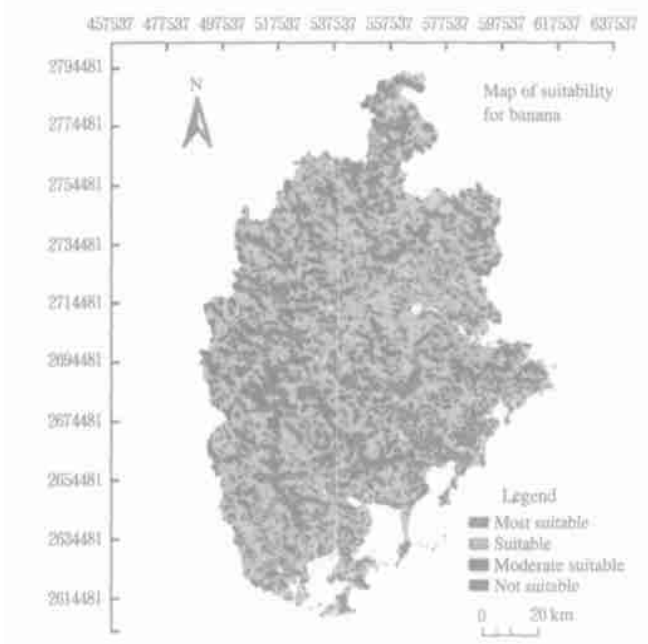 457537 477537 497537 517537 537537 557537 577537 597537 617537 637537
2794481
N
Map of suitability
for banana
2774481
2754481
2734481
2714481
2694481
2674481
2654481
2634481
2614481
Legend
Most suitable
Suitable
Moderate suitable
Not suitable
0 20 km